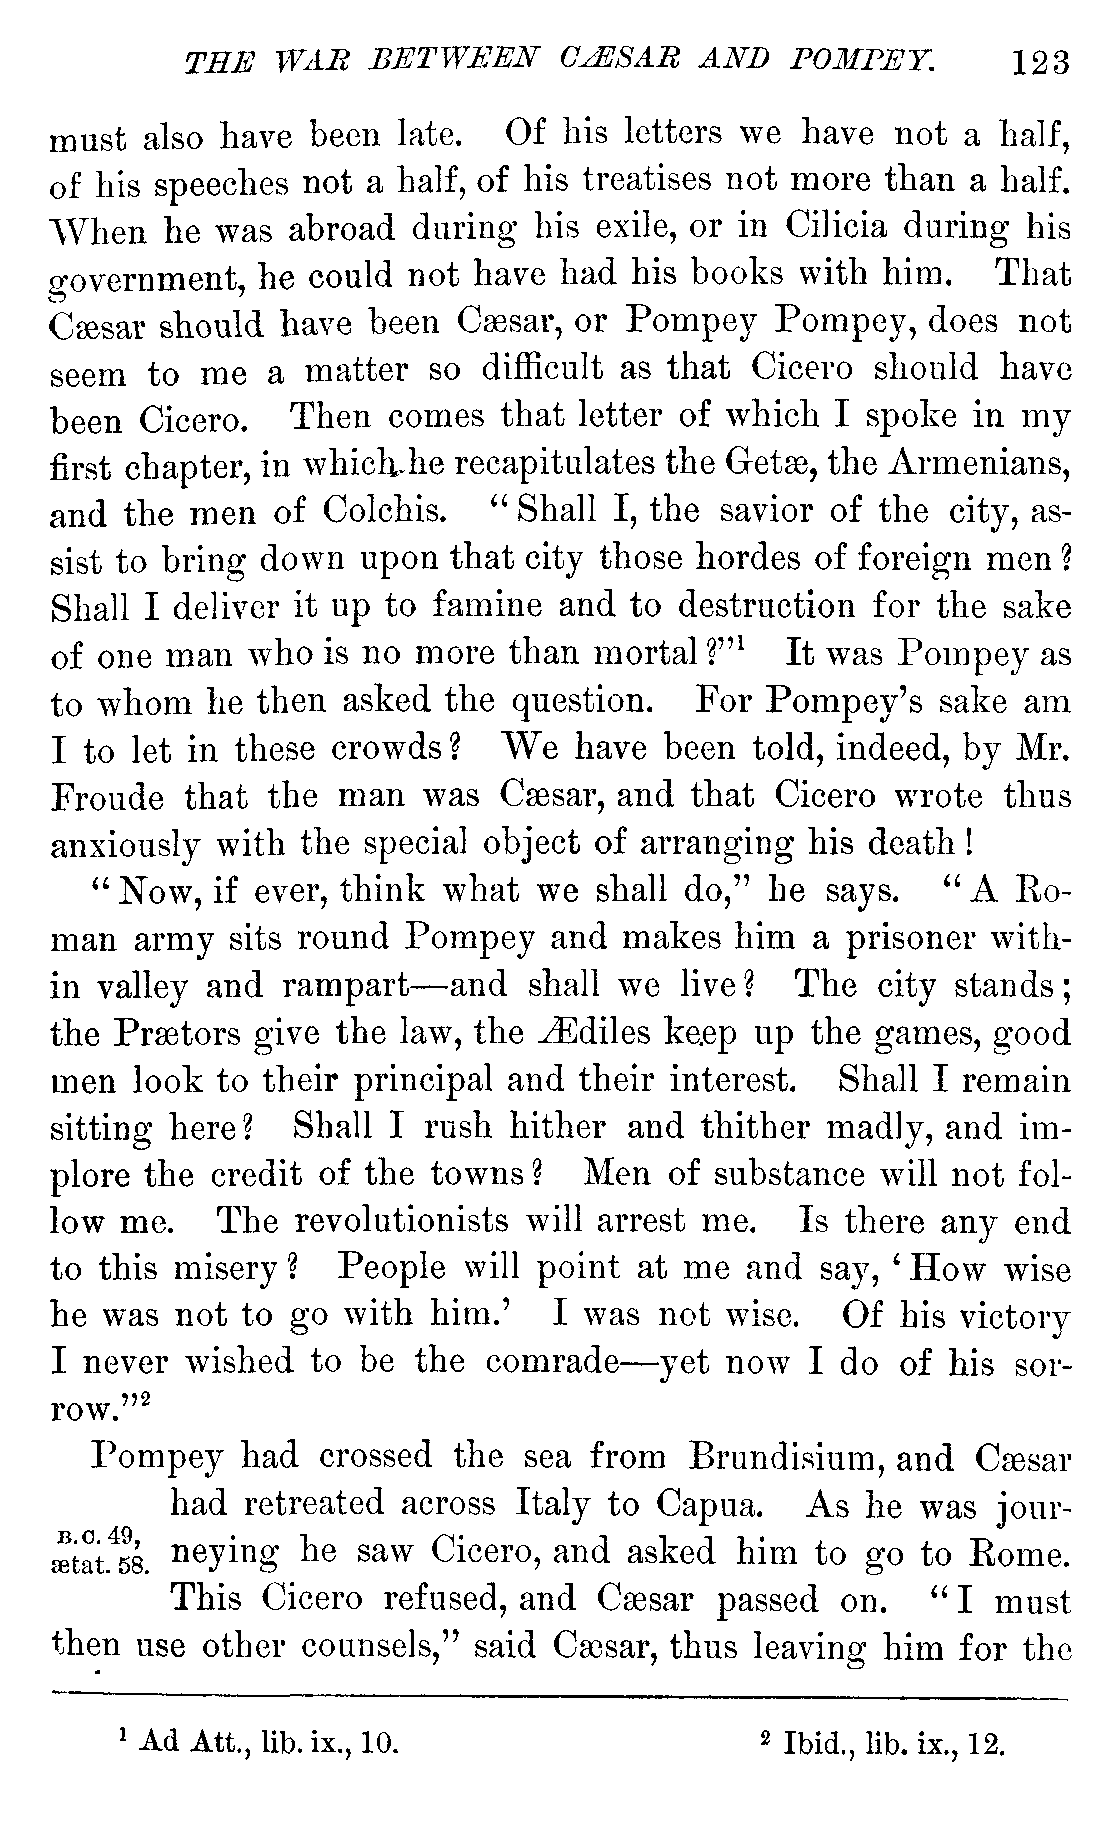 THE WAR BETWEEN CÆSAR AND POMPEY. 123
must also have been late. Of his letters we have not a half,
of his speeches not a half, of his treatises not more than a half.
When he was abroad during his exile, or in Cilicia during his
government, he could not have had his books with him. That
Cæsar should have been Cæsar, or Pompey Pompey, does not
seem to me a matter so difficult as that Cicero should have
been Cicero. Then comes that letter of which I spoke in my
first chapter, in which he recapitulates the Getæ, the Armenians,
and the men of Colchis. "Shall I, the savior of the city, as-
sist to bring down upon that city those hordes of foreign men?
Shall I deliver it up to famine and to destruction for the sake
of one man who is no more than mortal?"¹ It was Pompey as
to whom he then asked the question. For Pompey's sake am
I to let in these crowds? We have been told, indeed, by Mr.
Froude that the man was Cæsar, and that Cicero wrote thus
anxiously with the special object of arranging his death!
"Now, if ever, think what we shall do," he says. "A Ro-
man army sits round Pompey and makes him a prisoner with-
in valley and rampart—and shall we live? The city stands;
the Prætors give the law, the Ædiles keep up the games, good
men look to their principal and their interest. Shall I remain
sitting here? Shall I rush hither and thither madly, and im-
plore the credit of the towns? Men of substance will not fol-
low me. The revolutionists will arrest me. Is there any end
to this misery? People will point at me and say, 'How wise
he was not to go with him.' I was not wise. Of his victory
I never wished to be the comrade—yet now I do of his sor-
row."²
Pompey had crossed the sea from Brundisium, and Cæsar
had retreated across Italy to Capua. As he was jour-
B.C. 49,
ætat. 58.
neying he saw Cicero, and asked him to go to Rome.
This Cicero refused, and Cæsar passed on. "I must
then use other counsels," said Cæsar, thus leaving him for the
¹ Ad Att., lib. ix., 10. ² Ibid., lib. ix., 12.